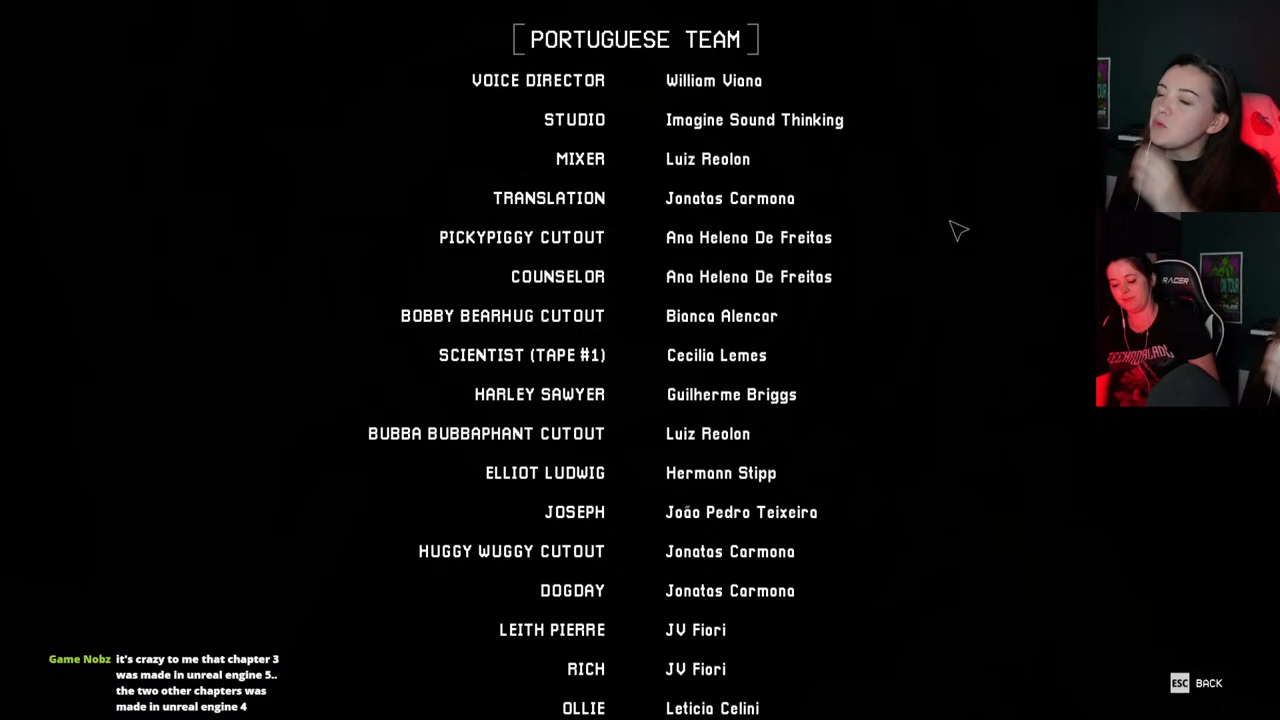 PORTUGUESE TEAM
VOICE DIRECTOR William Viana
STUDIO Imagine Sound Thinking
MIXER Luiz Reolon
TRANSLATION Jonatas Carmona
PICKYPIGGY CUTOUT Ana Helena De Freitas
COUNSELOR Ana Helena De Freitas
BOBBY BEARHUG CUTOUT Bianca Alencar
SCIENTIST (TAPE #1) Cecilia Lemes
HARLEY SAWYER Guilherme Briggs
BUBBA BUBBAPHANT CUTOUT Luiz Reolon
ELLIOT LUDWIG Hermann Stipp
JOSEPH João Pedro Teixeira
HUGGY WUGGY CUTOUT Jonatas Carmona
DOGDAY Jonatas Carmona
LEITH PIERRE JV Fiori
RICH JV Fiori
OLLIE Leticia Celini
Game Nobz it's crazy to me that chapter 3
was made in unreal engine 5..
the two other chapters was
made in unreal engine 4
ESC BACK
RACER
ON TOUR